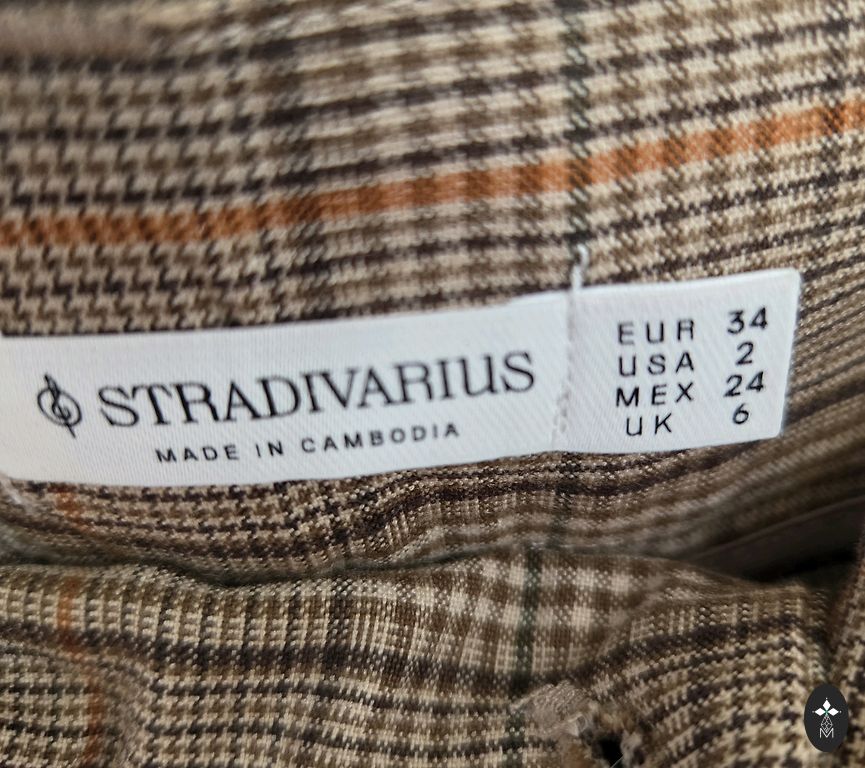 STRADIVARIUS
MADE IN CAMBODIA
EUR 34
USA 2
MEX 24
UK 6
M